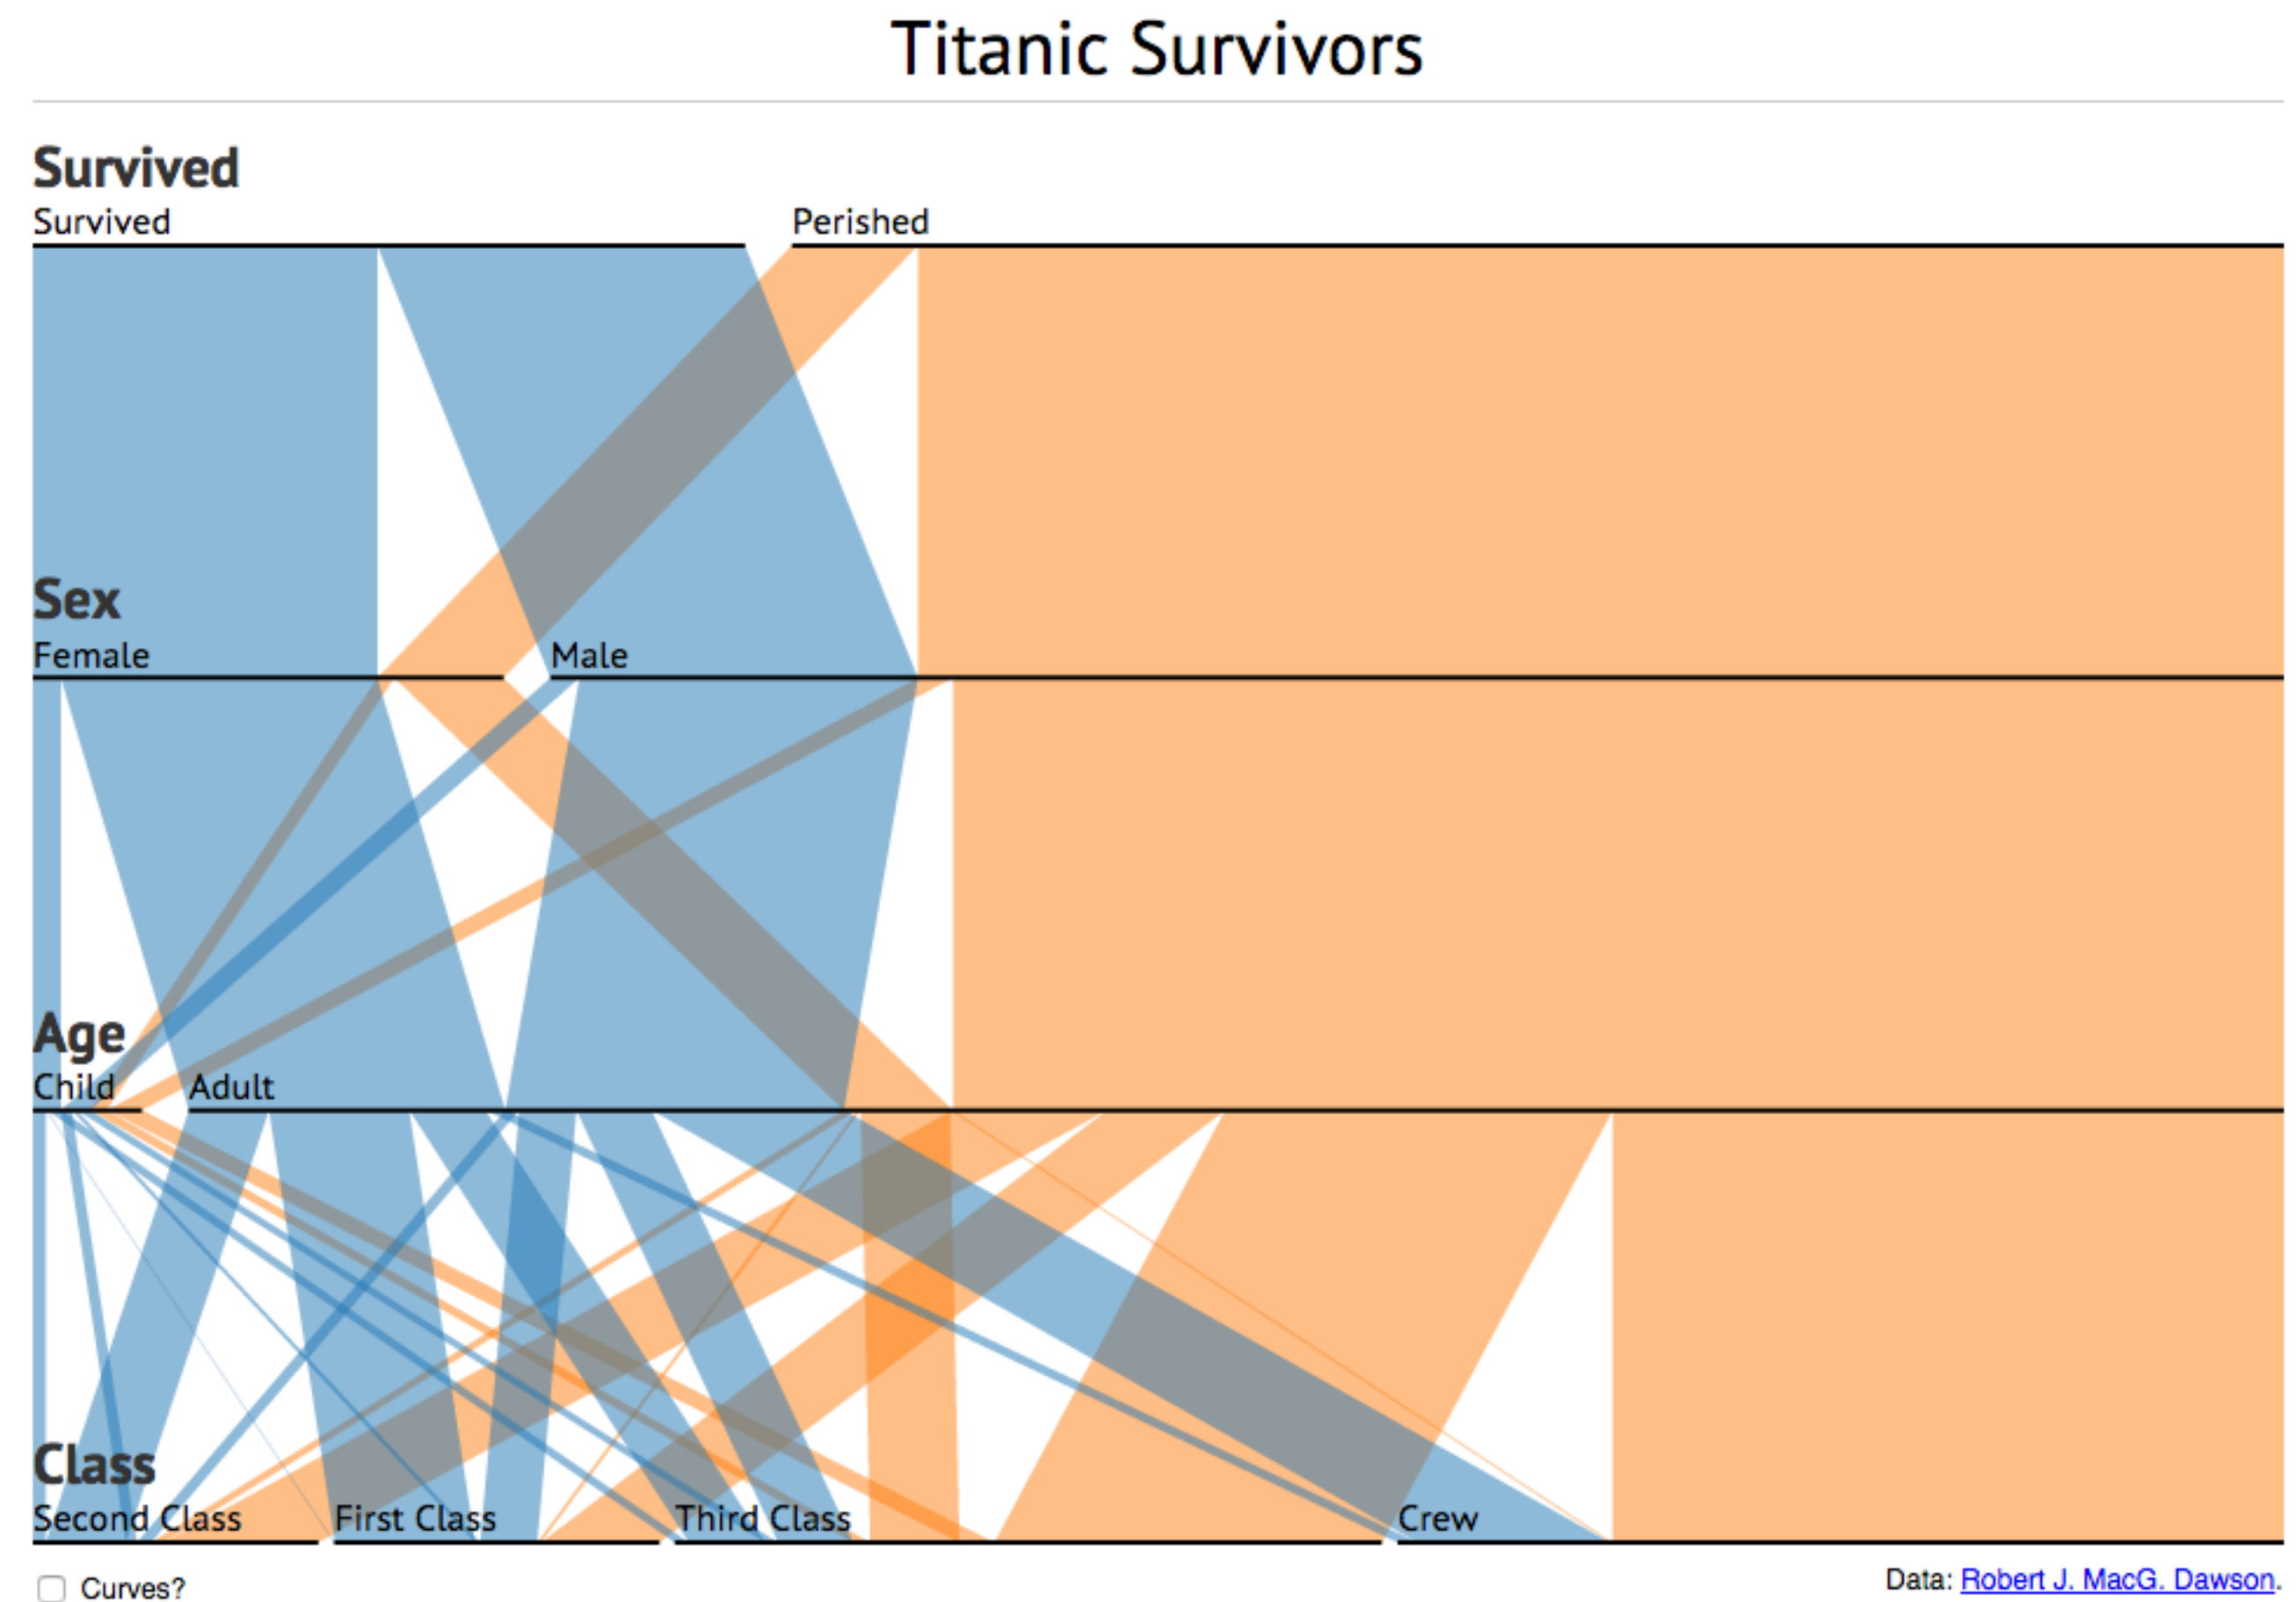 Titanic Survivors
Survived
Survived Perished
Sex
Female Male
Age
Child Adult
Class
Second Class First Class Third Class Crew
Curves? Data: Robert J. MacG. Dawson.